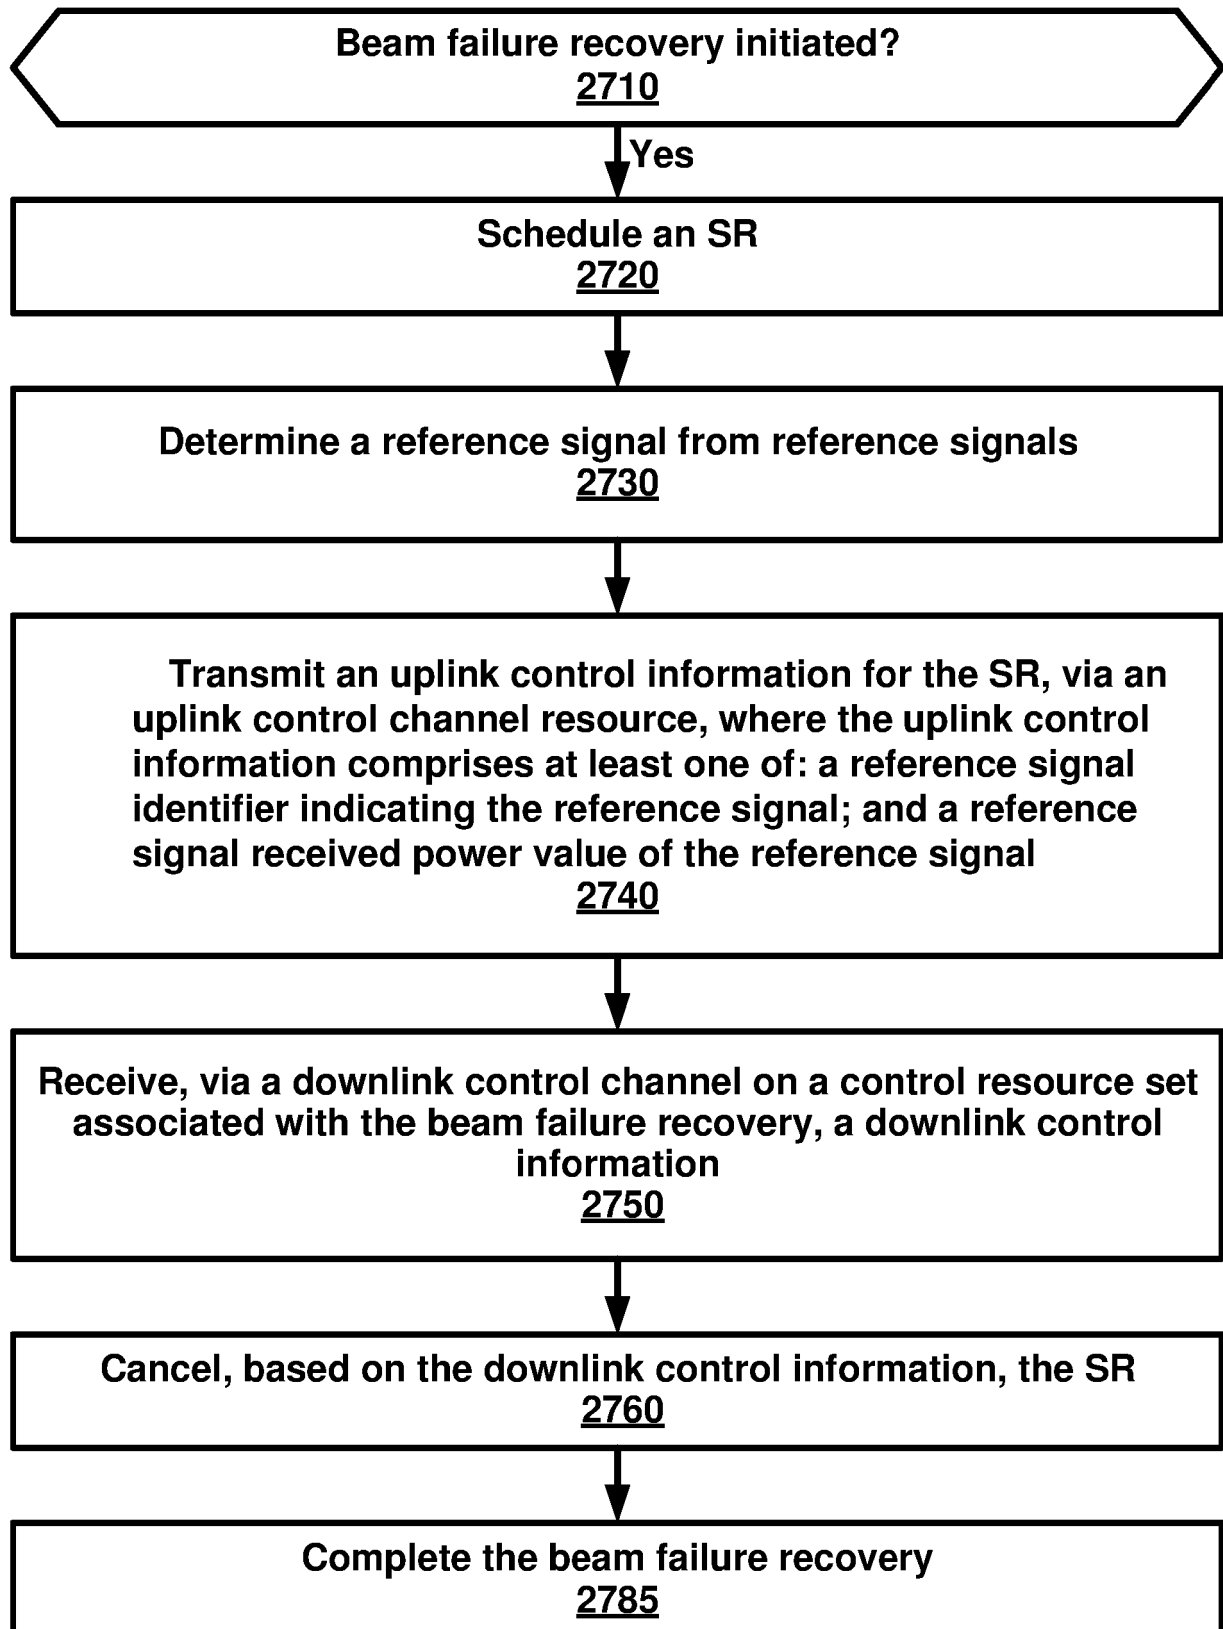 Beam failure recovery initiated?
2710
Yes
Schedule an SR
2720
Determine a reference signal from reference signals
2730
Transmit an uplink control information for the SR, via an
uplink control channel resource, where the uplink control
information comprises at least one of: a reference signal
identifier indicating the reference signal; and a reference
signal received power value of the reference signal
2740
Receive, via a downlink control channel on a control resource set
associated with the beam failure recovery, a downlink control
information
2750
Cancel, based on the downlink control information, the SR
2760
Complete the beam failure recovery
2785